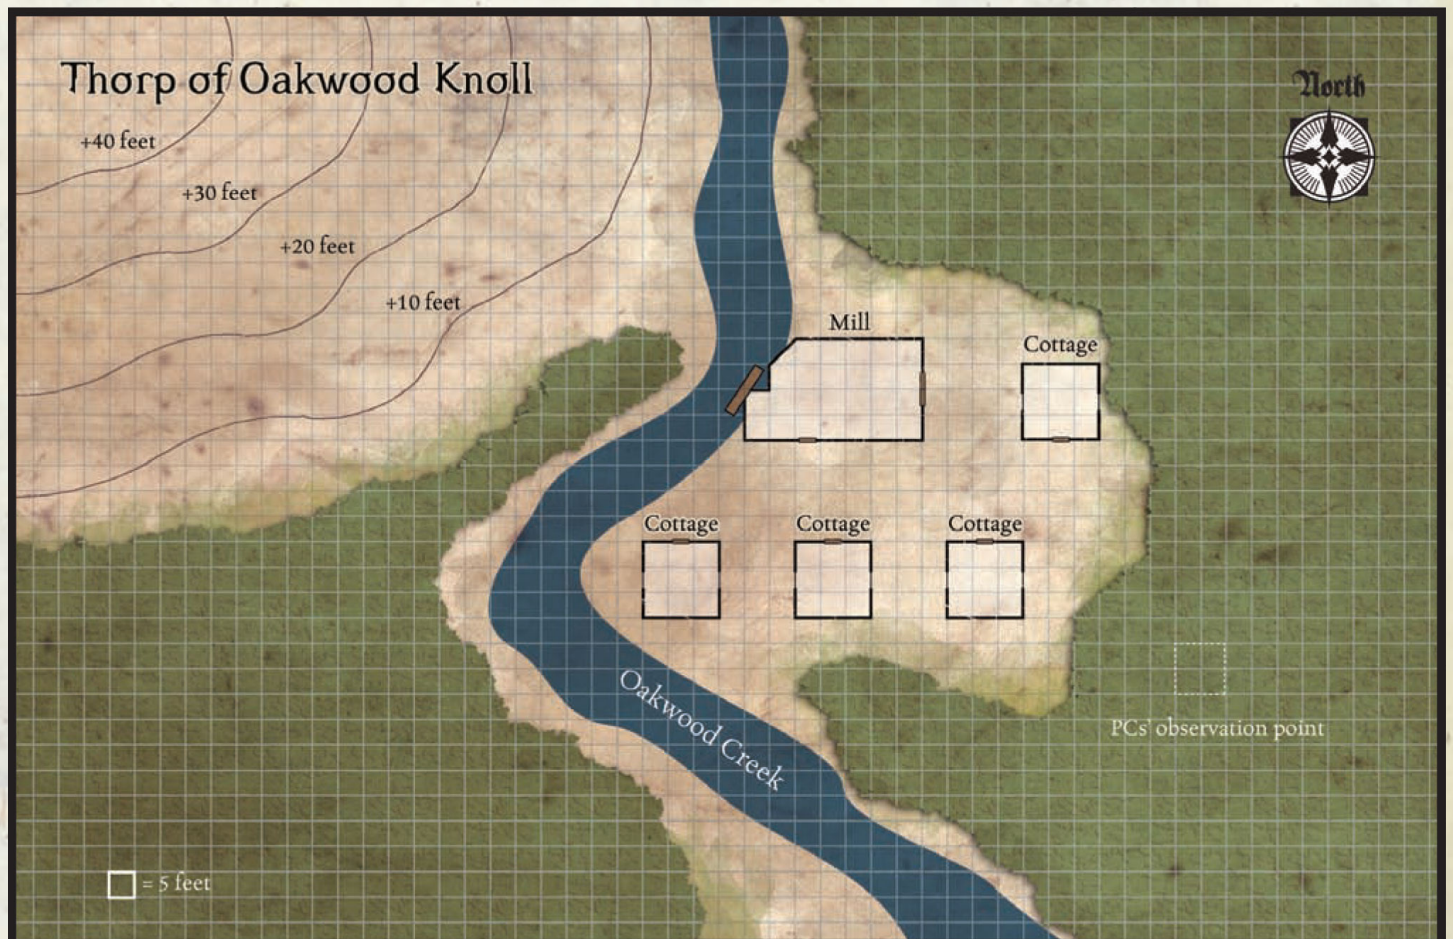 Thorp of Oakwood Knoll
North
+40 feet
+30 feet
+20 feet
+10 feet
Mill
Cottage
Cottage
Cottage
Cottage
Oakwood Creek
PCs' observation point
= 5 feet